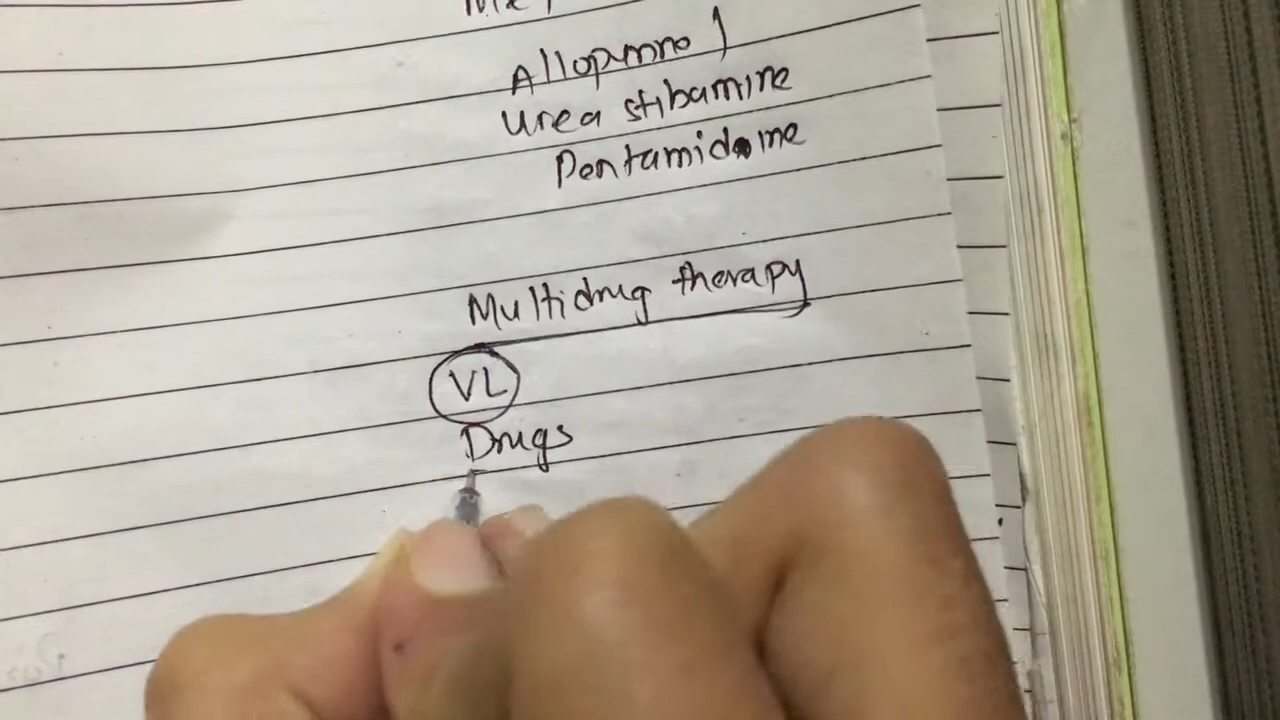 Allopurinol
Urea stibamine
Pentamidine
Multidrug therapy
VL
Drugs